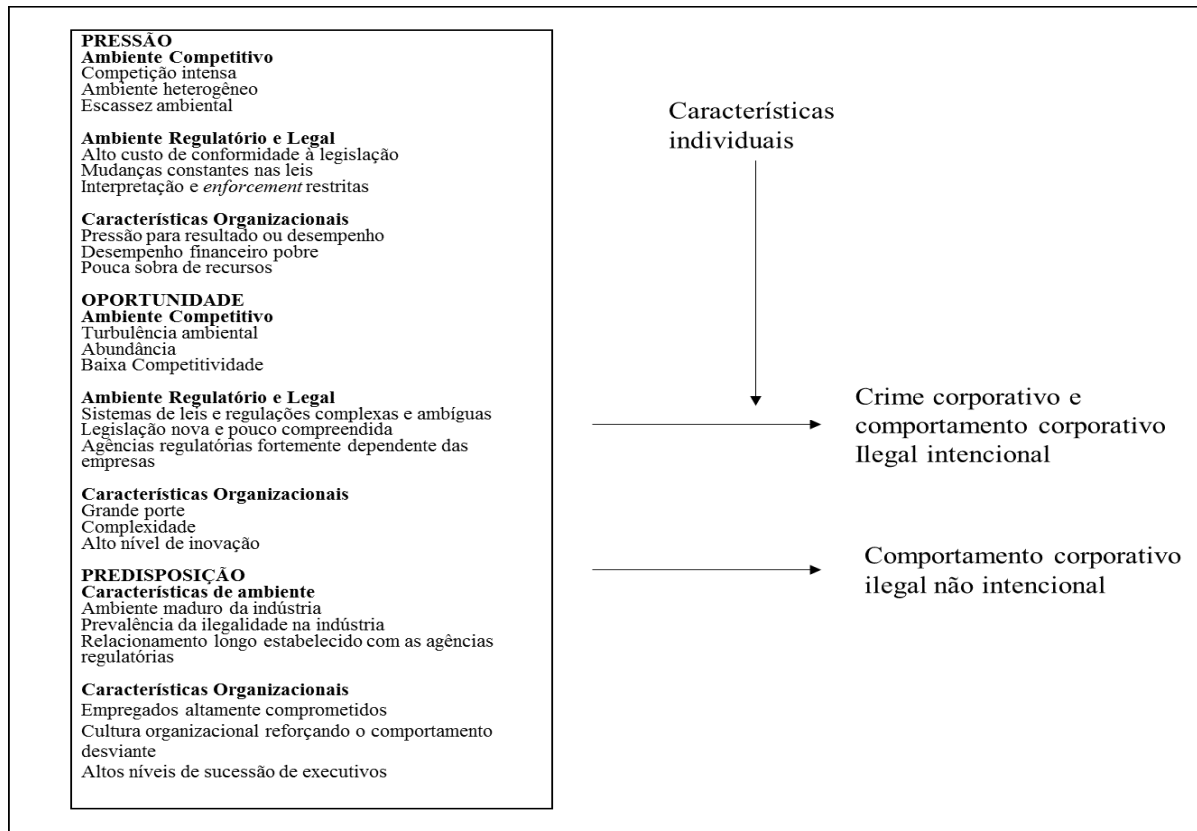 PRESSÃO
Ambiente Competitivo
Competição intensa
Ambiente heterogêneo
Escassez ambiental
Ambiente Regulatório e Legal
Alto custo de conformidade à legislação
Mudanças constantes nas leis
Interpretação e enforcement restritas
Características Organizacionais
Pressão para resultado ou desempenho
Desempenho financeiro pobre
Pouca sobra de recursos
OPORTUNIDADE
Ambiente Competitivo
Turbulência ambiental
Abundância
Baixa Competitividade
Ambiente Regulatório e Legal
Sistemas de leis e regulações complexas e ambíguas
Legislação nova e pouco compreendida
Agências regulatórias fortemente dependente das
empresas
Características Organizacionais
Grande porte
Complexidade
Alto nível de inovação
PREDISPOSIÇÃO
Características de ambiente
Ambiente maduro da indústria
Prevalência da ilegalidade na indústria
Relacionamento longo estabelecido com as agências
regulatórias
Características Organizacionais
Empregados altamente comprometidos
Cultura organizacional reforçando o comportamento
desviante
Altos níveis de sucessão de executivos
Características
individuais
Crime corporativo e
comportamento corporativo
Ilegal intencional
Comportamento corporativo
ilegal não intencional